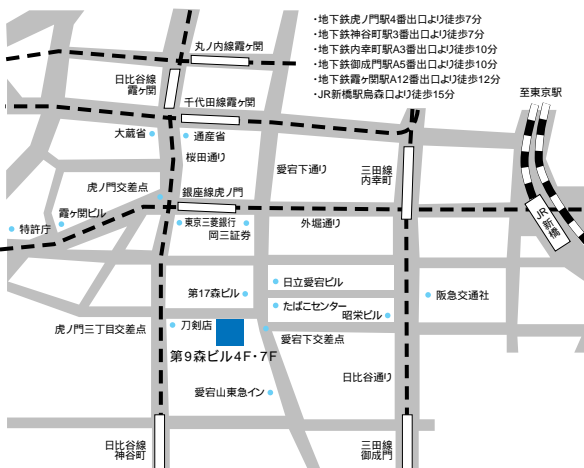 ・地下鉄虎ノ門駅4番出口より徒歩7分
・地下鉄神谷町駅3番出口より徒歩7分
・地下鉄内幸町駅A3番出口より徒歩10分
・地下鉄御成門駅A5番出口より徒歩10分
・地下鉄霞ヶ関駅A12番出口より徒歩12分
・JR新橋駅烏森口より徒歩15分
丸ノ内線霞ヶ関
日比谷線
霞ヶ関
至東京駅
千代田線霞ヶ関
大蔵省
通産省
桜田通り
愛宕下通り
三田線
内幸町
虎ノ門交差点
銀座線虎ノ門
霞ヶ関ビル
特許庁
東京三菱銀行
岡三証券
外堀通り
JR新橋
日立愛宕ビル
第17森ビル
たばこセンター
昭栄ビル
阪急交通社
虎ノ門三丁目交差点
刀剣店
愛宕下交差点
第9森ビル4F・7F
日比谷通り
愛宕山東急イン
日比谷線
神谷町
三田線
御成門